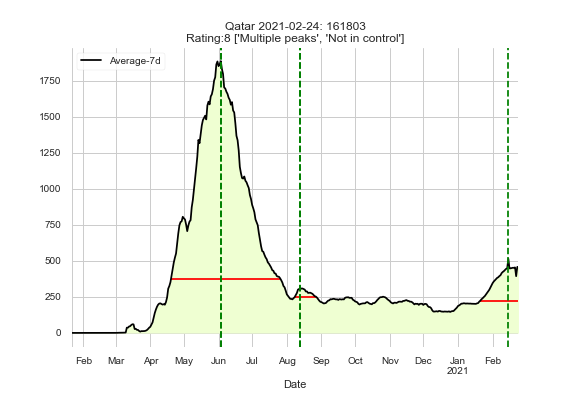 Qatar 2021-02-24: 161803
Rating:8 ['Multiple peaks', 'Not in control']
Average-7d
1750
1500
1250
1000
750
500
250
0
Feb Mar Apr May Jun Jul Aug Sep Oct Nov Dec Jan Feb
2021
Date